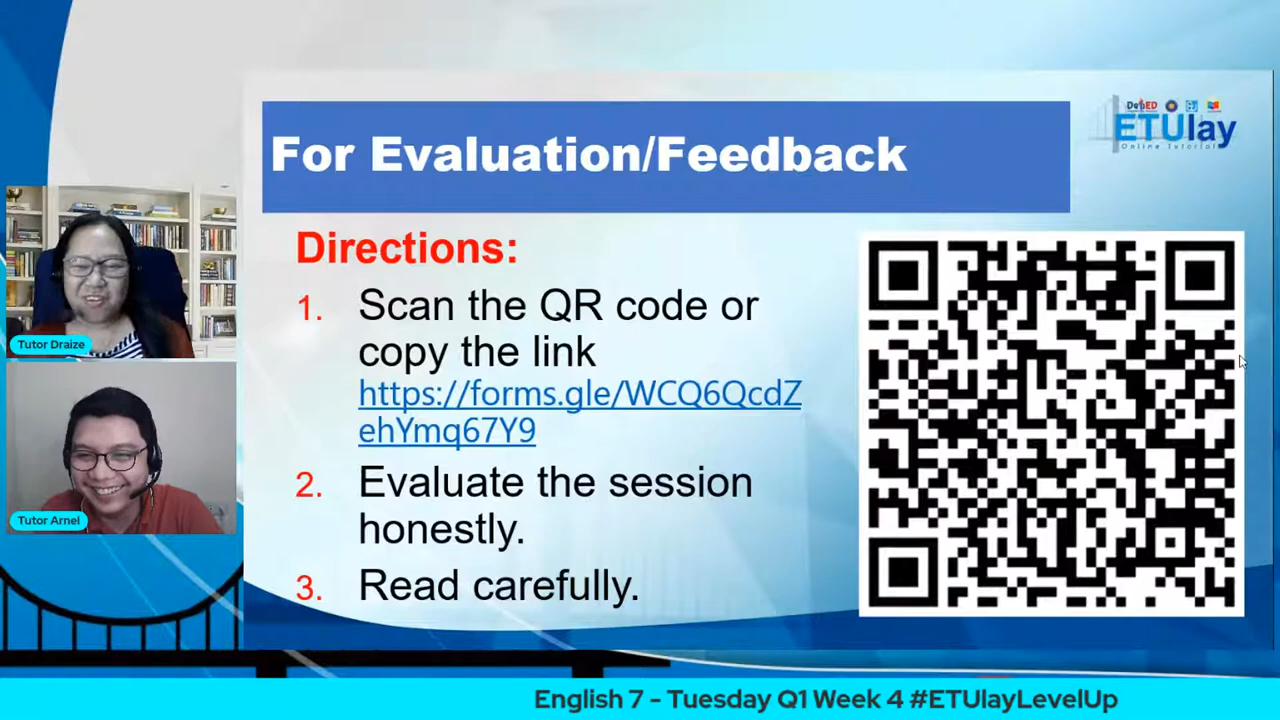 For Evaluation/Feedback
DepED
ETUlay
Online Tutorial
Directions:
1. Scan the QR code or
copy the link
https://forms.gle/WCQ6QcdZ
ehYmq67Y9
2. Evaluate the session
honestly.
3. Read carefully.
Tutor Draize
Tutor Arnel
English 7 - Tuesday Q1 Week 4 #ETUlayLevelUp